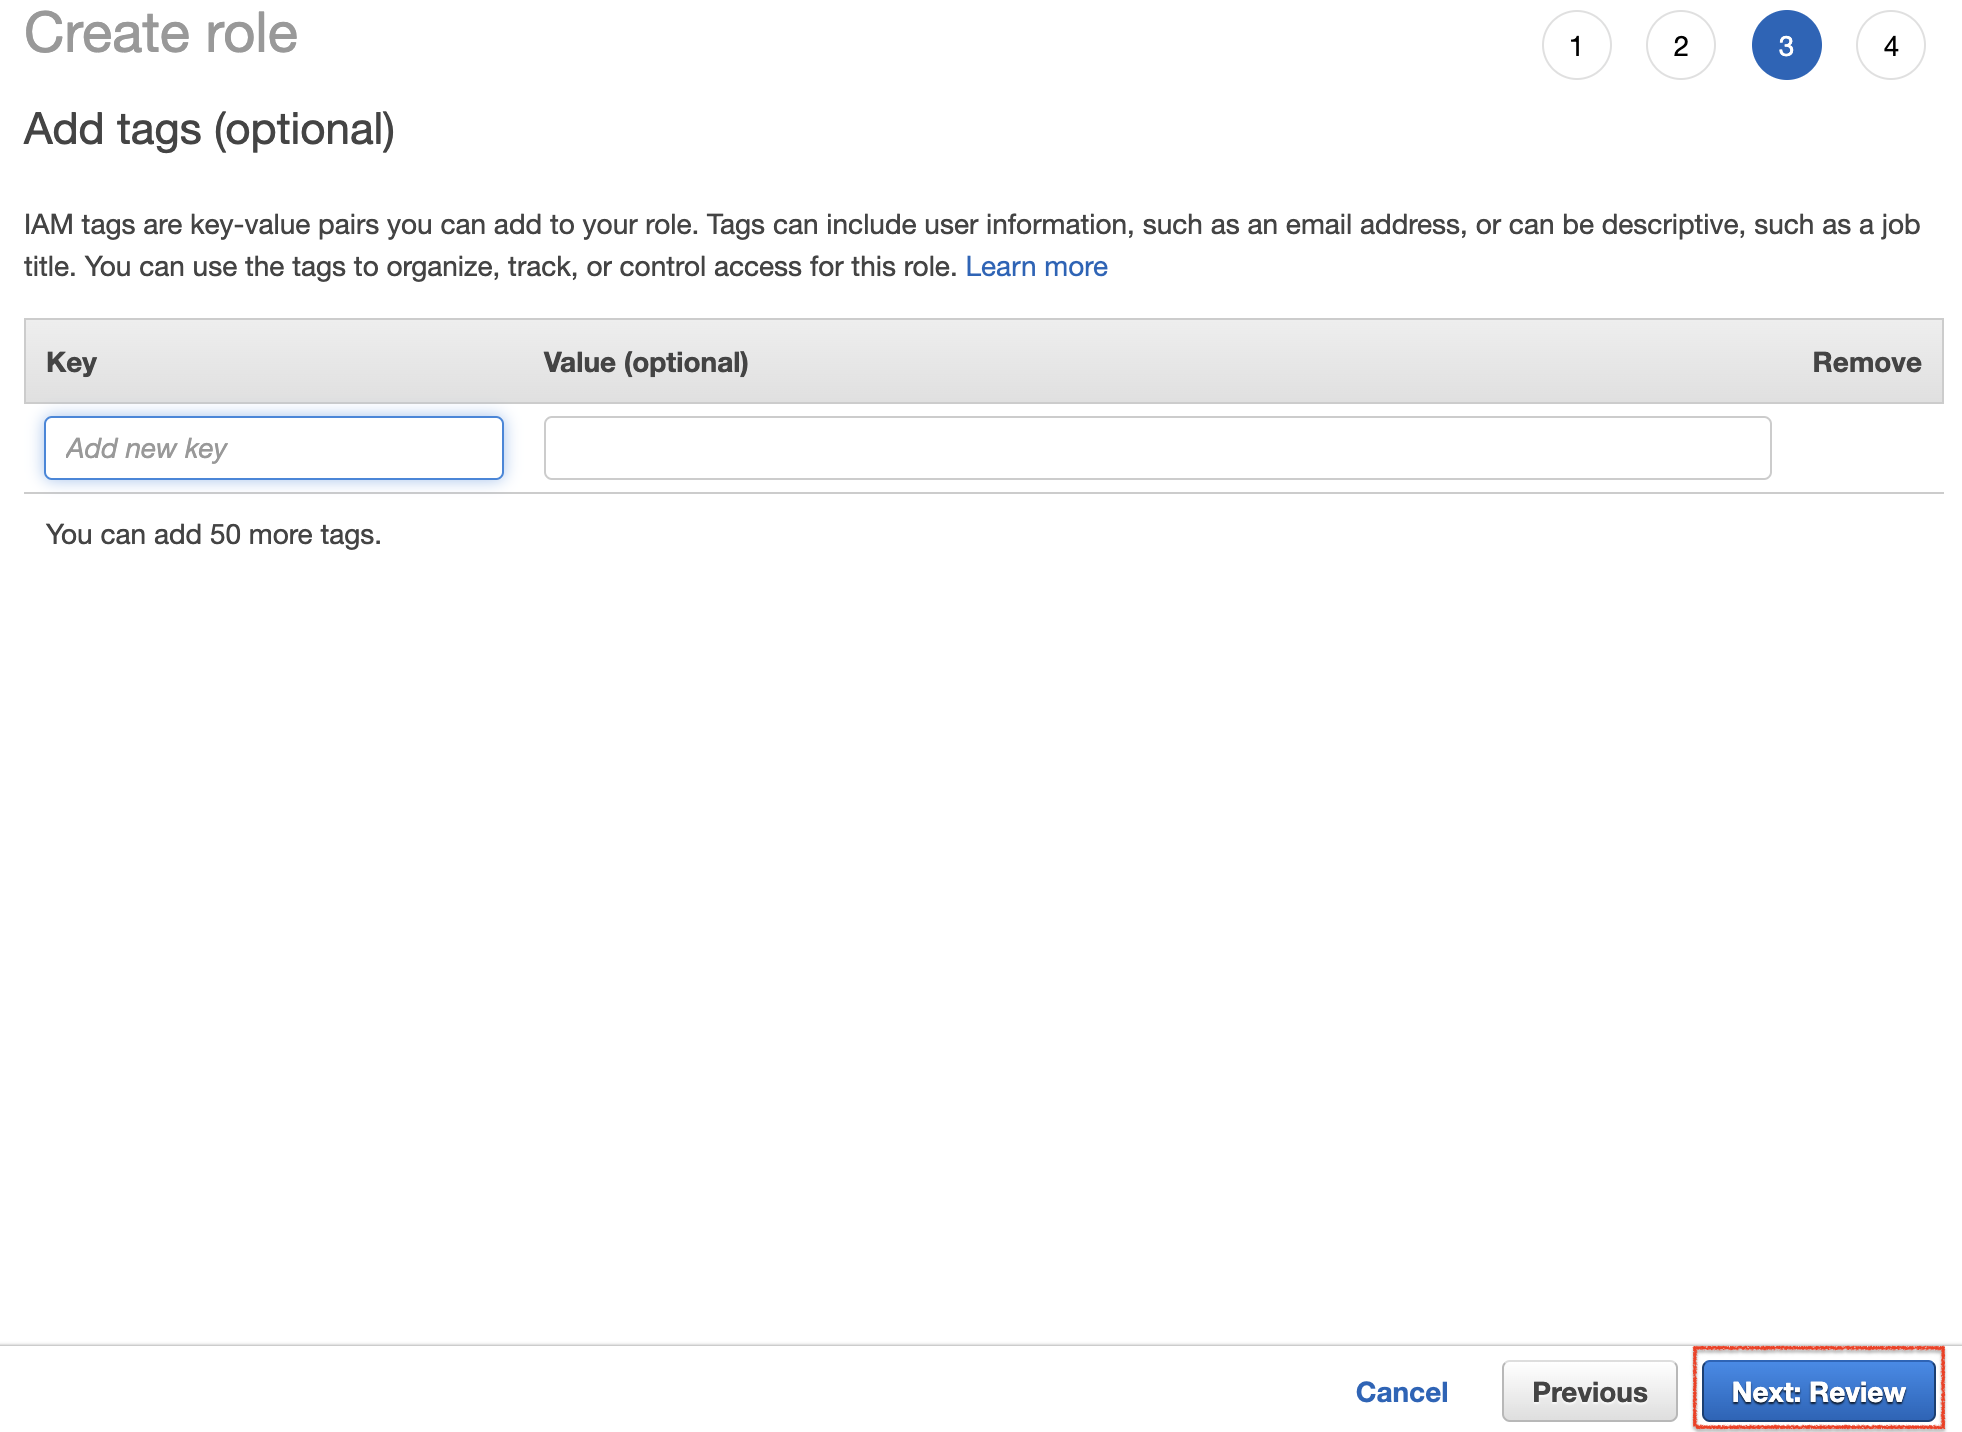 Create role
1 2 3 4
Add tags (optional)
IAM tags are key-value pairs you can add to your role. Tags can include user information, such as an email address, or can be descriptive, such as a job
title. You can use the tags to organize, track, or control access for this role. Learn more
Key Value (optional) Remove
Add new key
You can add 50 more tags.
Cancel Previous Next: Review